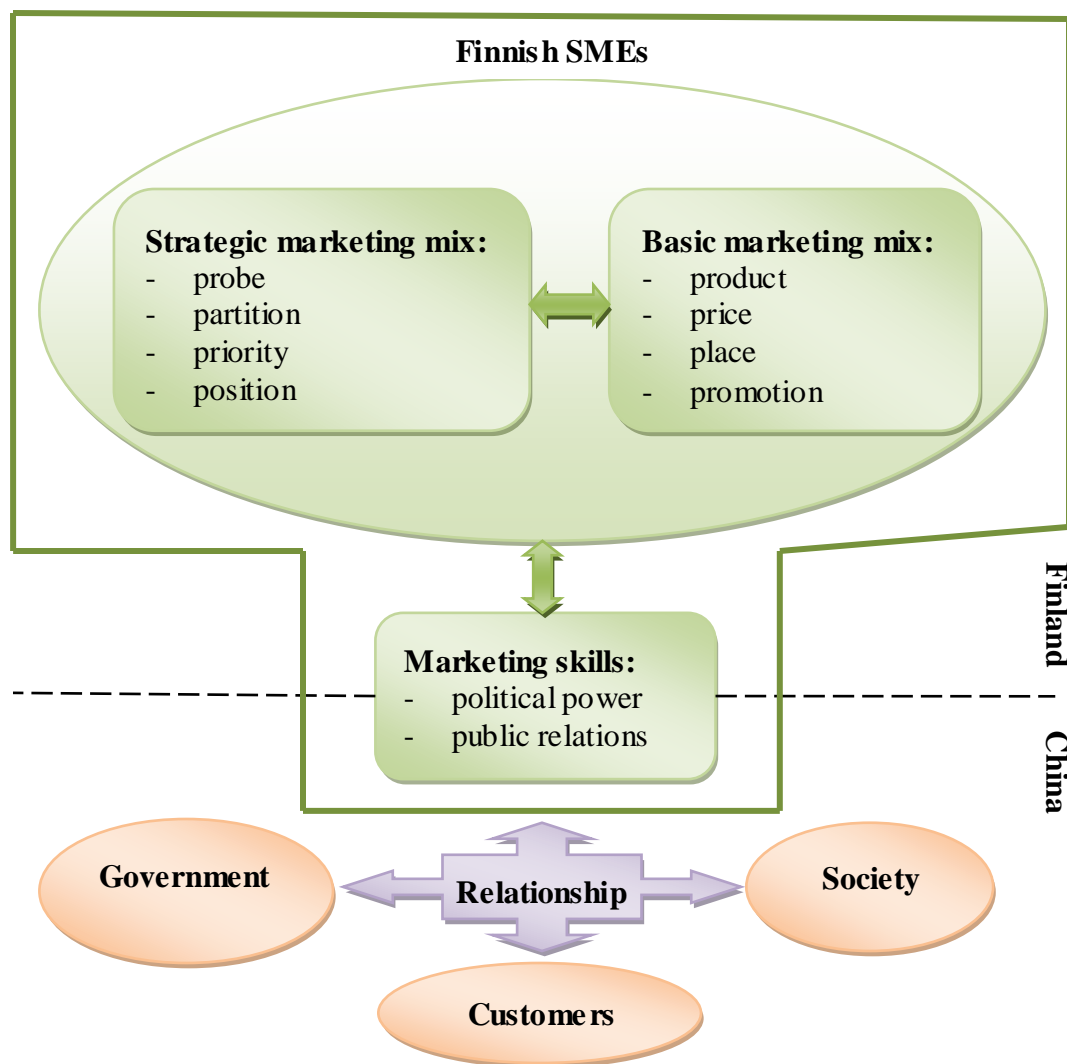 Finnish SMEs
Strategic marketing mix:
- probe
- partition
- priority
- position
Basic marketing mix:
- product
- price
- place
- promotion
Finland
Marketing skills:
- political power
- public relations
China
Government
Relationship
Society
Customers